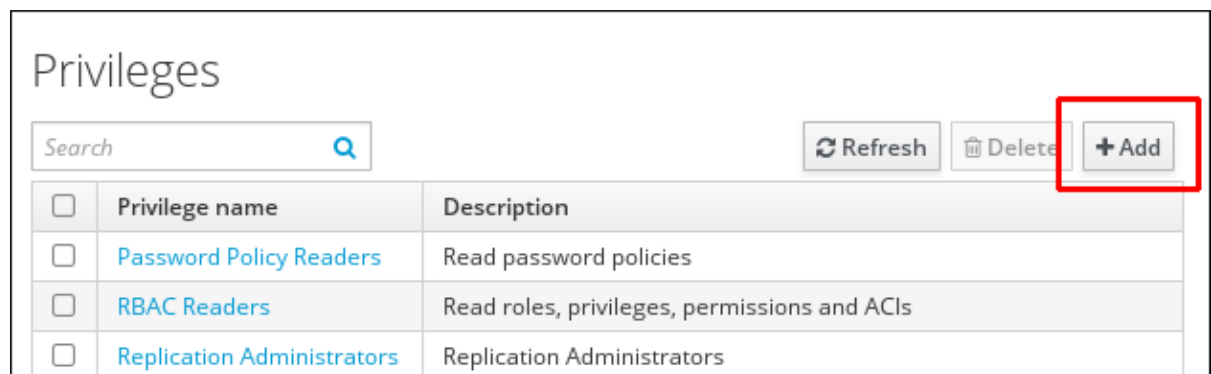 Privileges
Search Refresh Delete +Add
Privilege name Description
Password Policy Readers Read password policies
RBAC Readers Read roles, privileges, permissions and ACIs
Replication Administrators Replication Administrators